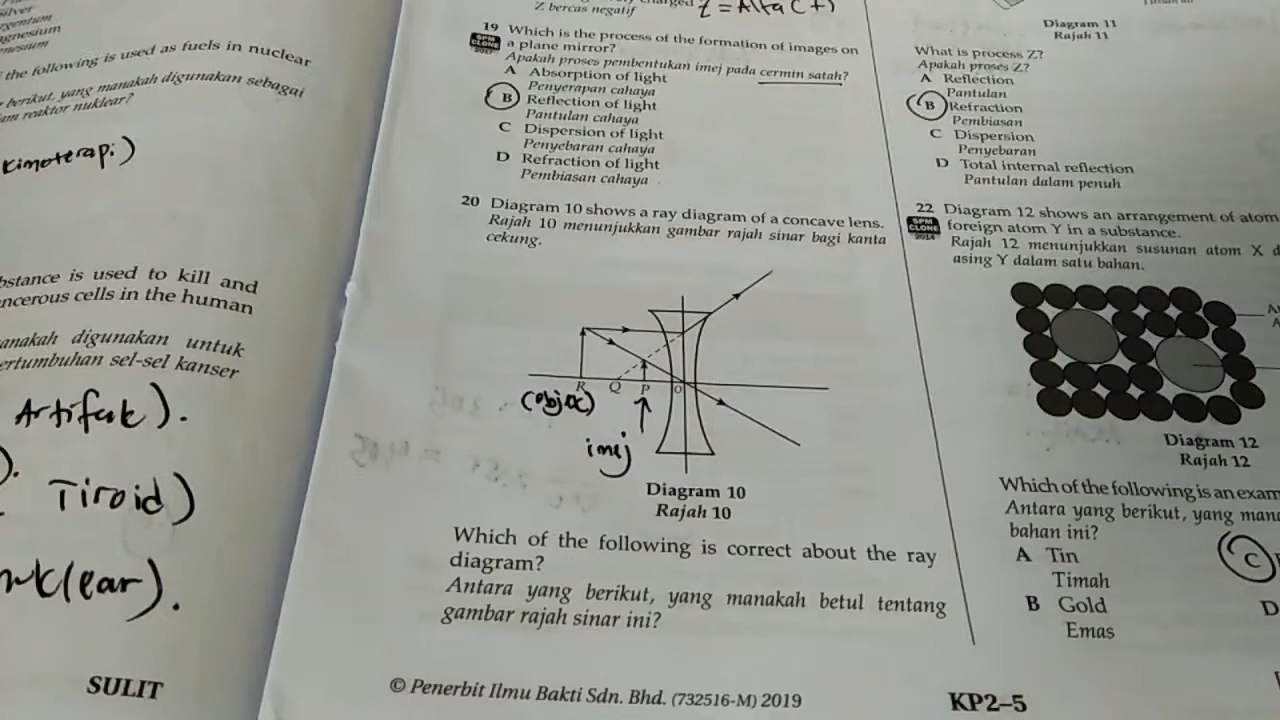 Silver
nesium
the following is used as fuels in nuclear
berikut, yang manakah digunakan sebagai
am reaktor nuklear?
Kimoterapi)
bstance is used to kill and
ncerous cells in the human
anakah digunakan untuk
ertumbuhan sel-sel kanser
Artifak).
Tiroid)
nuklear).
SULIT
Z bercas negatif
Z = Alfa (+)
19 Which is the process of the formation of images on
SPM
CLONE
a plane mirror?
Apakah proses pembentukan imej pada cermin satah?
A Absorption of light
Penyerapan cahaya
B Reflection of light
Pantulan cahaya
C Dispersion of light
Penyebaran cahaya
D Refraction of light
Pembiasan cahaya
20 Diagram 10 shows a ray diagram of a concave lens.
Rajah 10 menunjukkan gambar rajah sinar bagi kanta
cekung.
R Q P O
(objek)
imej
Diagram 10
Rajah 10
Which of the following is correct about the ray
diagram?
Antara yang berikut, yang manakah betul tentang
gambar rajah sinar ini?
© Penerbit Ilmu Bakti Sdn. Bhd. (732516-M) 2019
KP2–5
Diagram 11
Rajah 11
What is process Z?
Apakah proses Z?
A Reflection
Pantulan
B Refraction
Pembiasan
C Dispersion
Penyebaran
D Total internal reflection
Pantulan dalam penuh
22 Diagram 12 shows an arrangement of atom
SPM
CLONE
2014
foreign atom Y in a substance.
Rajah 12 menunjukkan susunan atom X d
asing Y dalam satu bahan.
Diagram 12
Rajah 12
Which of the following is an exam
Antara yang berikut, yang mana
bahan ini?
A Tin
Timah
B Gold
Emas
C
D